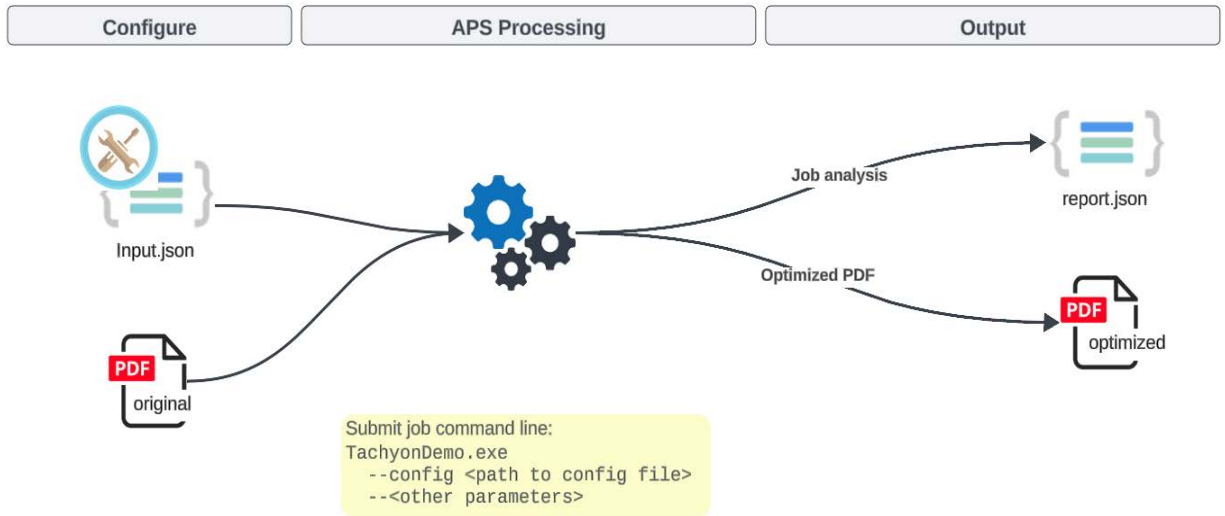 Configure
APS Processing
Output
Input.json
Job analysis
report.json
Optimized PDF
PDF
optimized
PDF
original
Submit job command line:
TachyonDemo.exe
--config <path to config file>
--<other parameters>